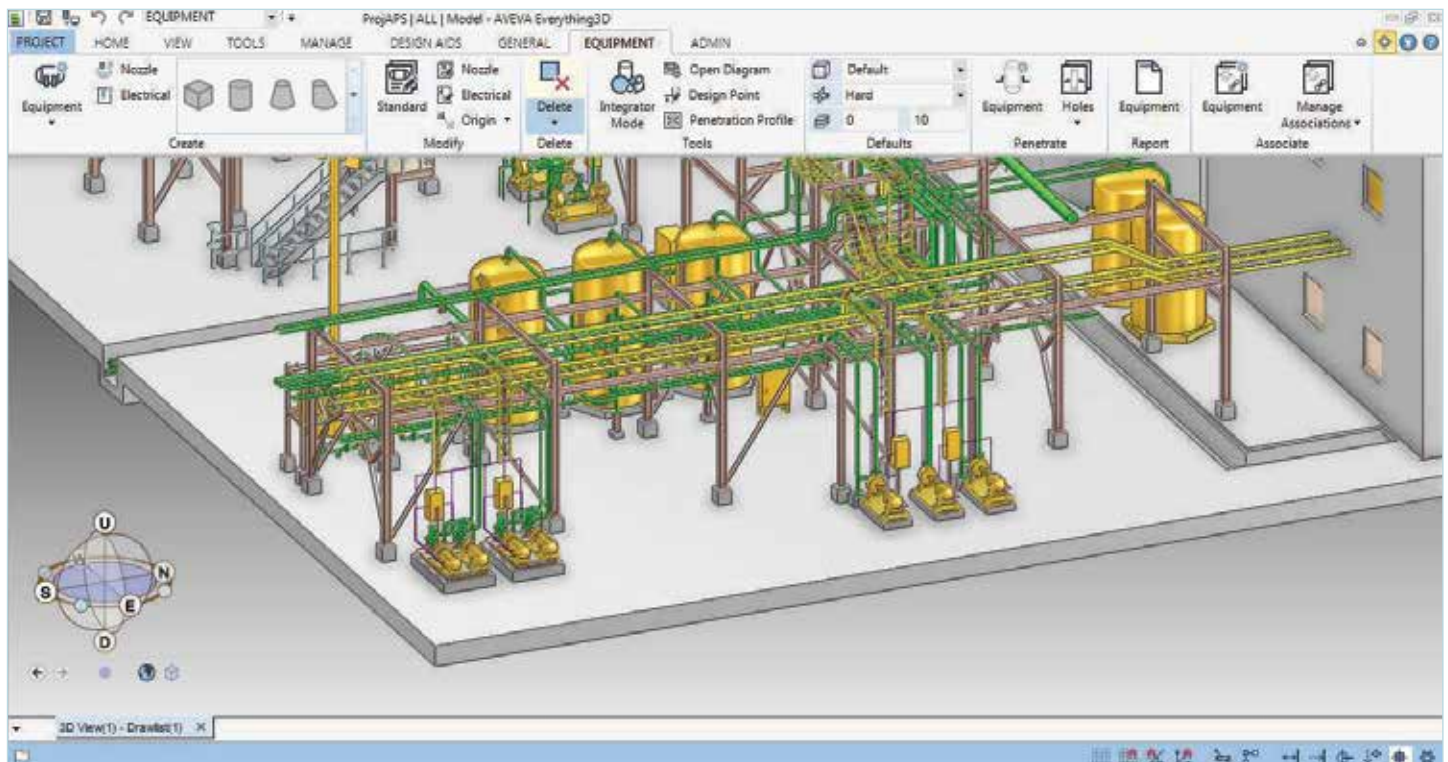 EQUIPMENT ProjAPS | ALL | Model - AVEVA Everything3D
PROJECT HOME VIEW TOOLS MANAGE DESIGN AIDS GENERAL EQUIPMENT ADMIN
Equipment
Nozzle
Electrical
Create
Standard
Nozzle
Electrical
Origin
Modify
Delete
Delete
Integrator
Mode
Open Diagram
Design Point
Penetration Profile
Tools
Default
Hard
0 10
Defaults
Equipment
Holes
Penetrate
Equipment
Report
Equipment
Manage
Associations
Associate
U
W
N
S
E
D
3D View(1) - Drawlist(1)